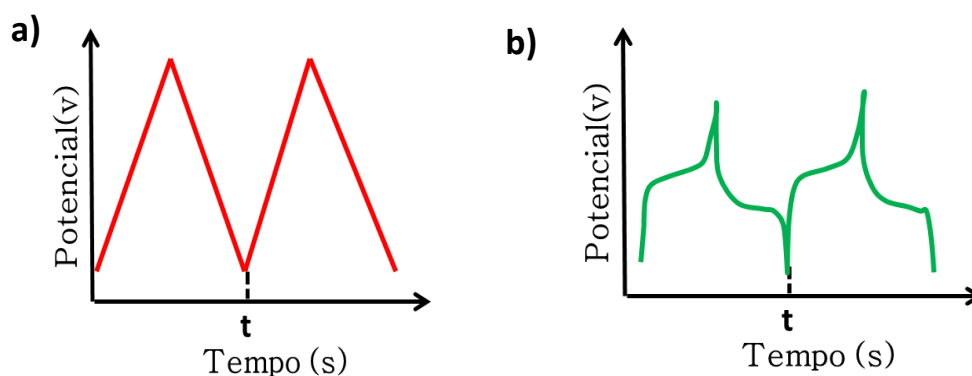 a)
Potencial(v)
t
Tempo (s)
b)
Potencial(v)
t
Tempo (s)